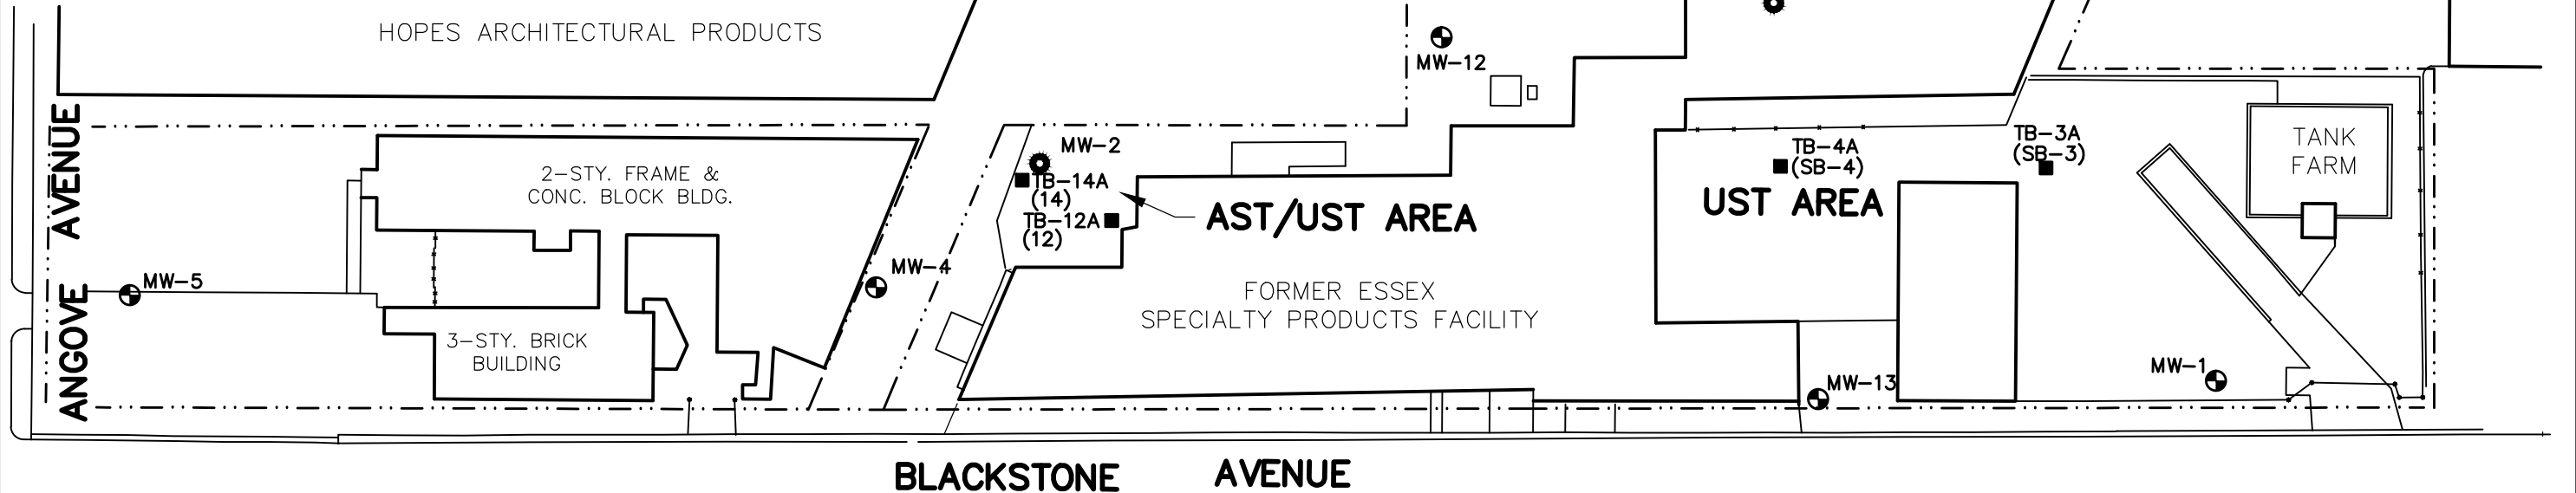 HOPES ARCHITECTURAL PRODUCTS
MW-12
ANGOVE AVENUE
2-STY. FRAME &
CONC. BLOCK BLDG.
MW-2
TB-14A
(14)
TB-12A
(12)
AST/UST AREA
TB-4A
(SB-4)
UST AREA
TB-3A
(SB-3)
TANK
FARM
MW-5
MW-4
FORMER ESSEX
SPECIALTY PRODUCTS FACILITY
3-STY. BRICK
BUILDING
MW-13
MW-1
BLACKSTONE AVENUE